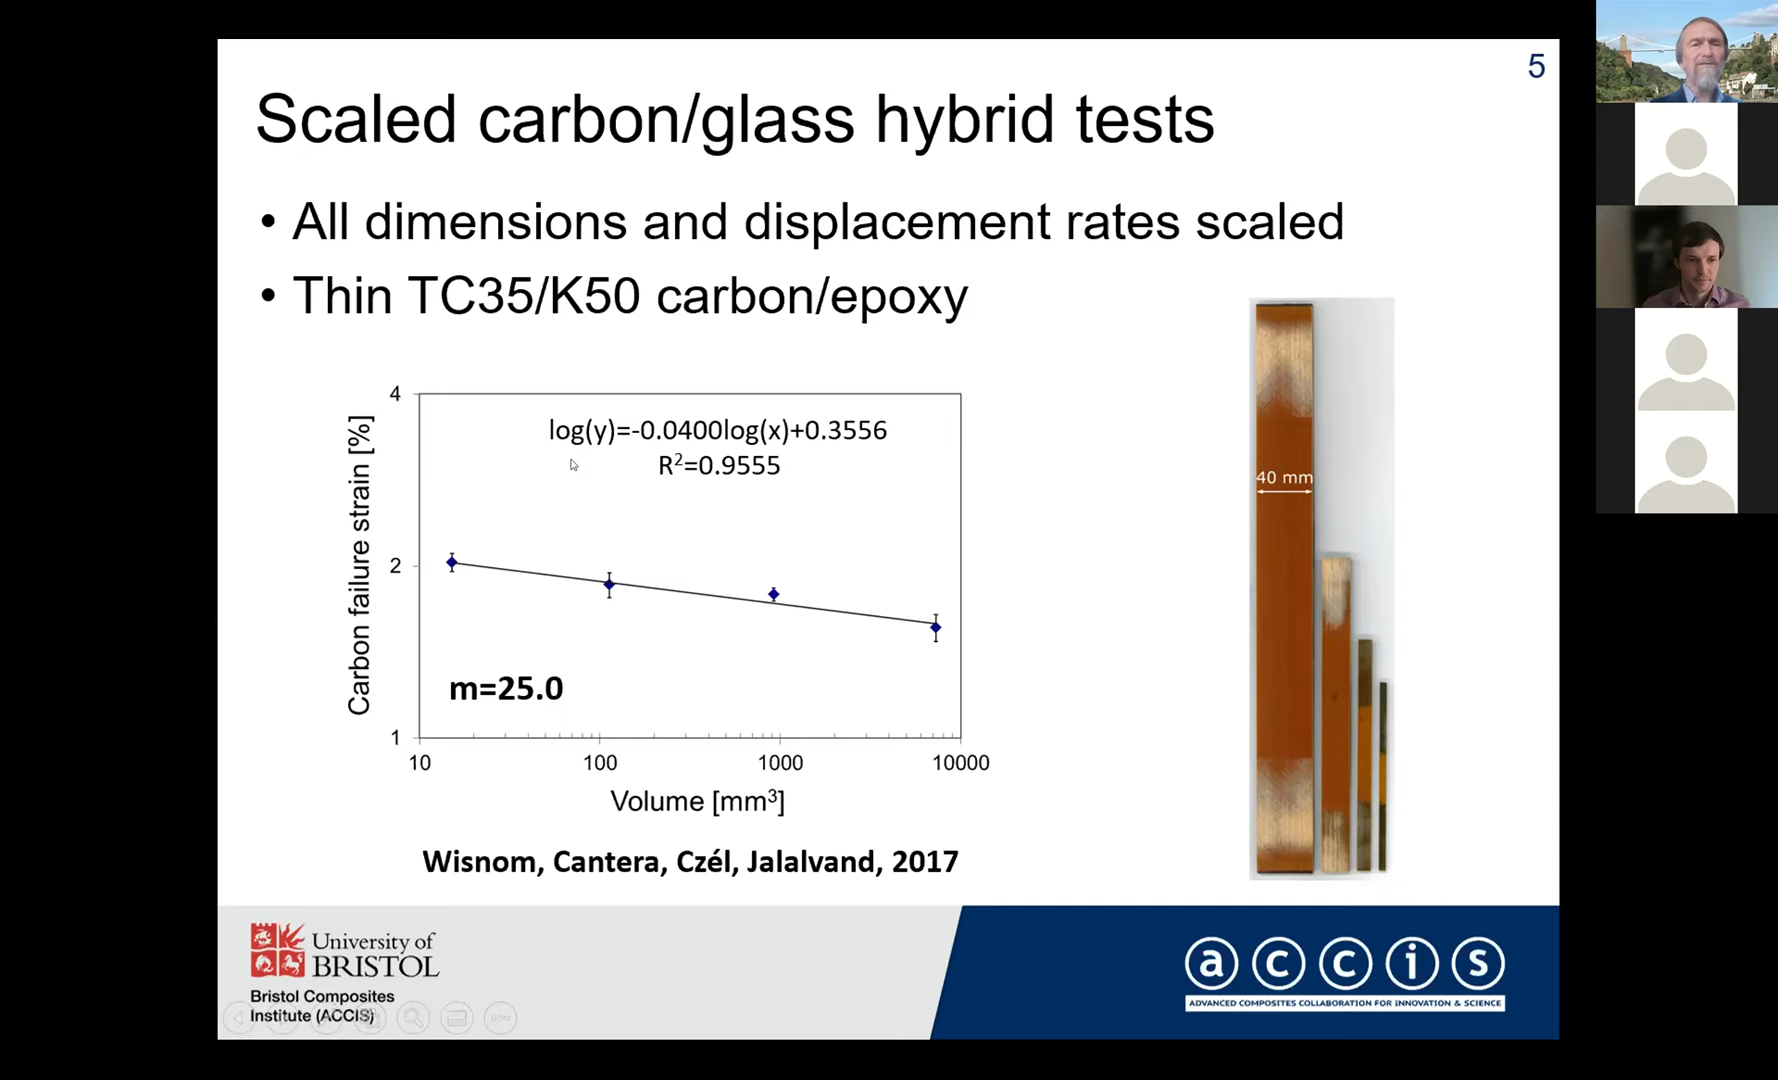 5
Scaled carbon/glass hybrid tests
• All dimensions and displacement rates scaled
• Thin TC35/K50 carbon/epoxy
Carbon failure strain [%]
4
2
1
log(y)=-0.0400log(x)+0.3556
R²=0.9555
m=25.0
10 100 1000 10000
Volume [mm³]
40 mm
Wisnom, Cantera, Czél, Jalalvand, 2017
University of
BRISTOL
Bristol Composites
Institute (ACCIS)
accis
ADVANCED COMPOSITES COLLABORATION FOR INNOVATION & SCIENCE